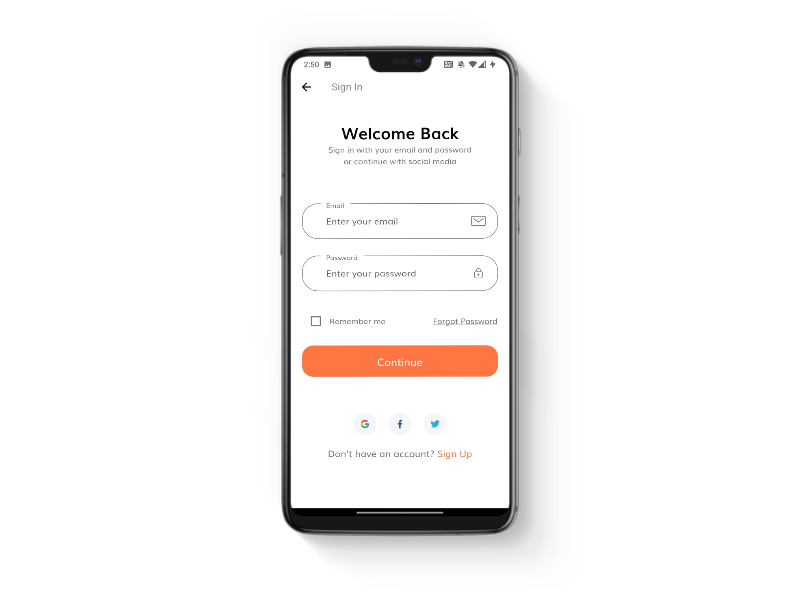 2:50
Sign In
Welcome Back
Sign in with your email and password
or continue with social media
Email
Enter your email
Password
Enter your password
Remember me Forgot Password
Continue
Don't have an account? Sign Up